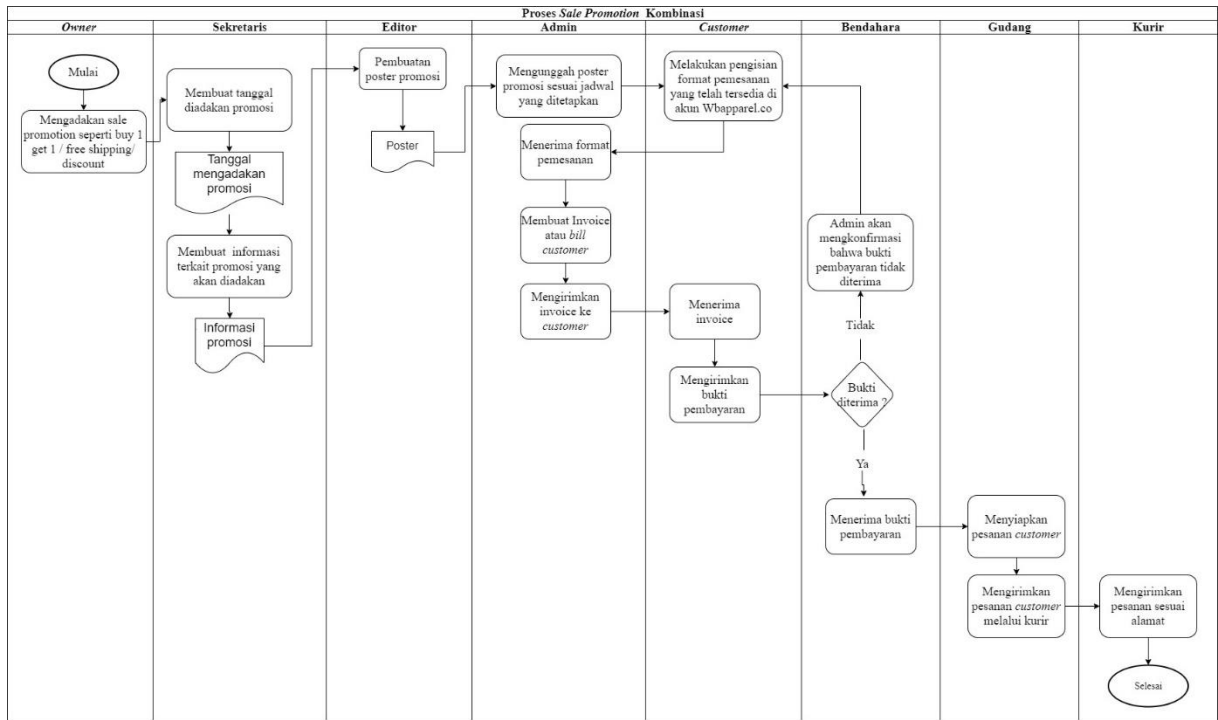 Proses Sale Promotion Kombinasi
Owner
Sekretaris
Editor
Admin
Customer
Bendahara
Gudang
Kurir
Mulai
Mengadakan sale
promotion seperti buy 1
get 1 / free shipping/
discount
Membuat tanggal
diadakan promosi
Tanggal
mengadakan
promosi
Membuat informasi
terkait promosi yang
akan diadakan
Informasi
promosi
Pembuatan
poster promosi
Poster
Mengunggah poster
promosi sesuai jadwal
yang ditetapkan
Melakukan pengisian
format pemesanan
yang telah tersedia di
akun Wbapparel.co
Menerima format
pemesanan
Membuat Invoice
atau bill
customer
Mengirimkan
invoice ke
customer
Menerima
invoice
Mengirimkan
bukti
pembayaran
Bukti
diterima ?
Tidak
Admin akan
mengkonfirmasi
bahwa bukti
pembayaran tidak
diterima
Ya
Menerima bukti
pembayaran
Menyiapkan
pesanan customer
Mengirimkan
pesanan customer
melalui kurir
Mengirimkan
pesanan sesuai
alamat
Selesai